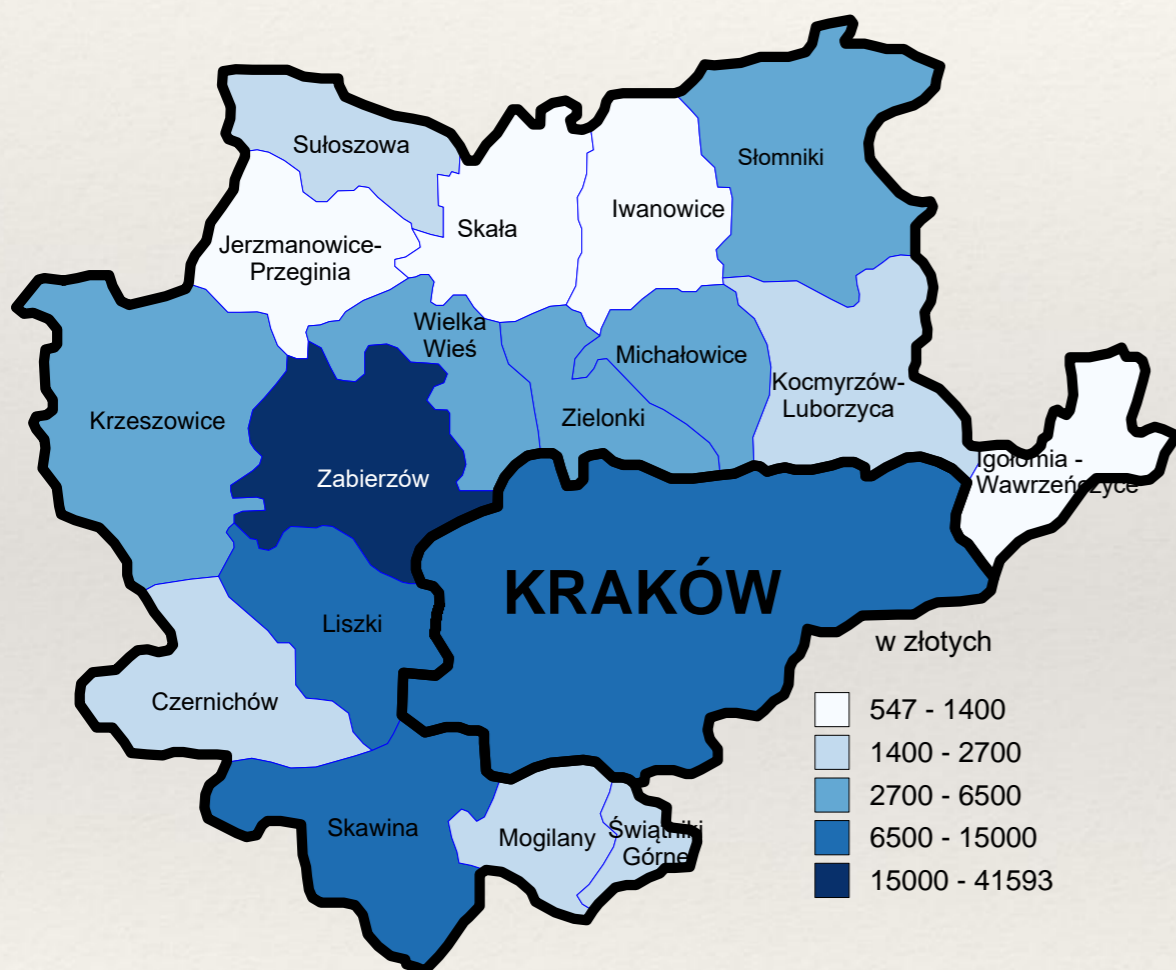 Sułoszowa
Słomniki
Skała
Iwanowice
Jerzmanowice-
Przeginia
Wielka
Wieś
Michałowice
Kocmyrzów-
Luborzyca
Krzeszowice
Zielonki
Zabierzów
Igołomia -
Wawrzeńczyce
KRAKÓW
Liszki
Czernichów
Skawina
Mogilany
Świątniki
Górne
w złotych
547 - 1400
1400 - 2700
2700 - 6500
6500 - 15000
15000 - 41593